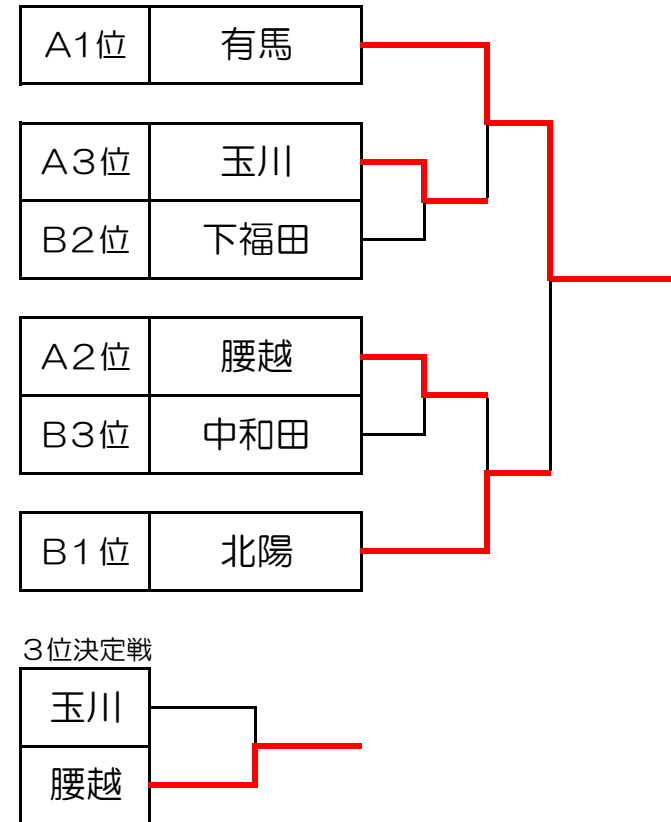 A1位 有馬
A3位 玉川
B2位 下福田
A2位 腰越
B3位 中和田
B1位 北陽
3位決定戦
玉川
腰越